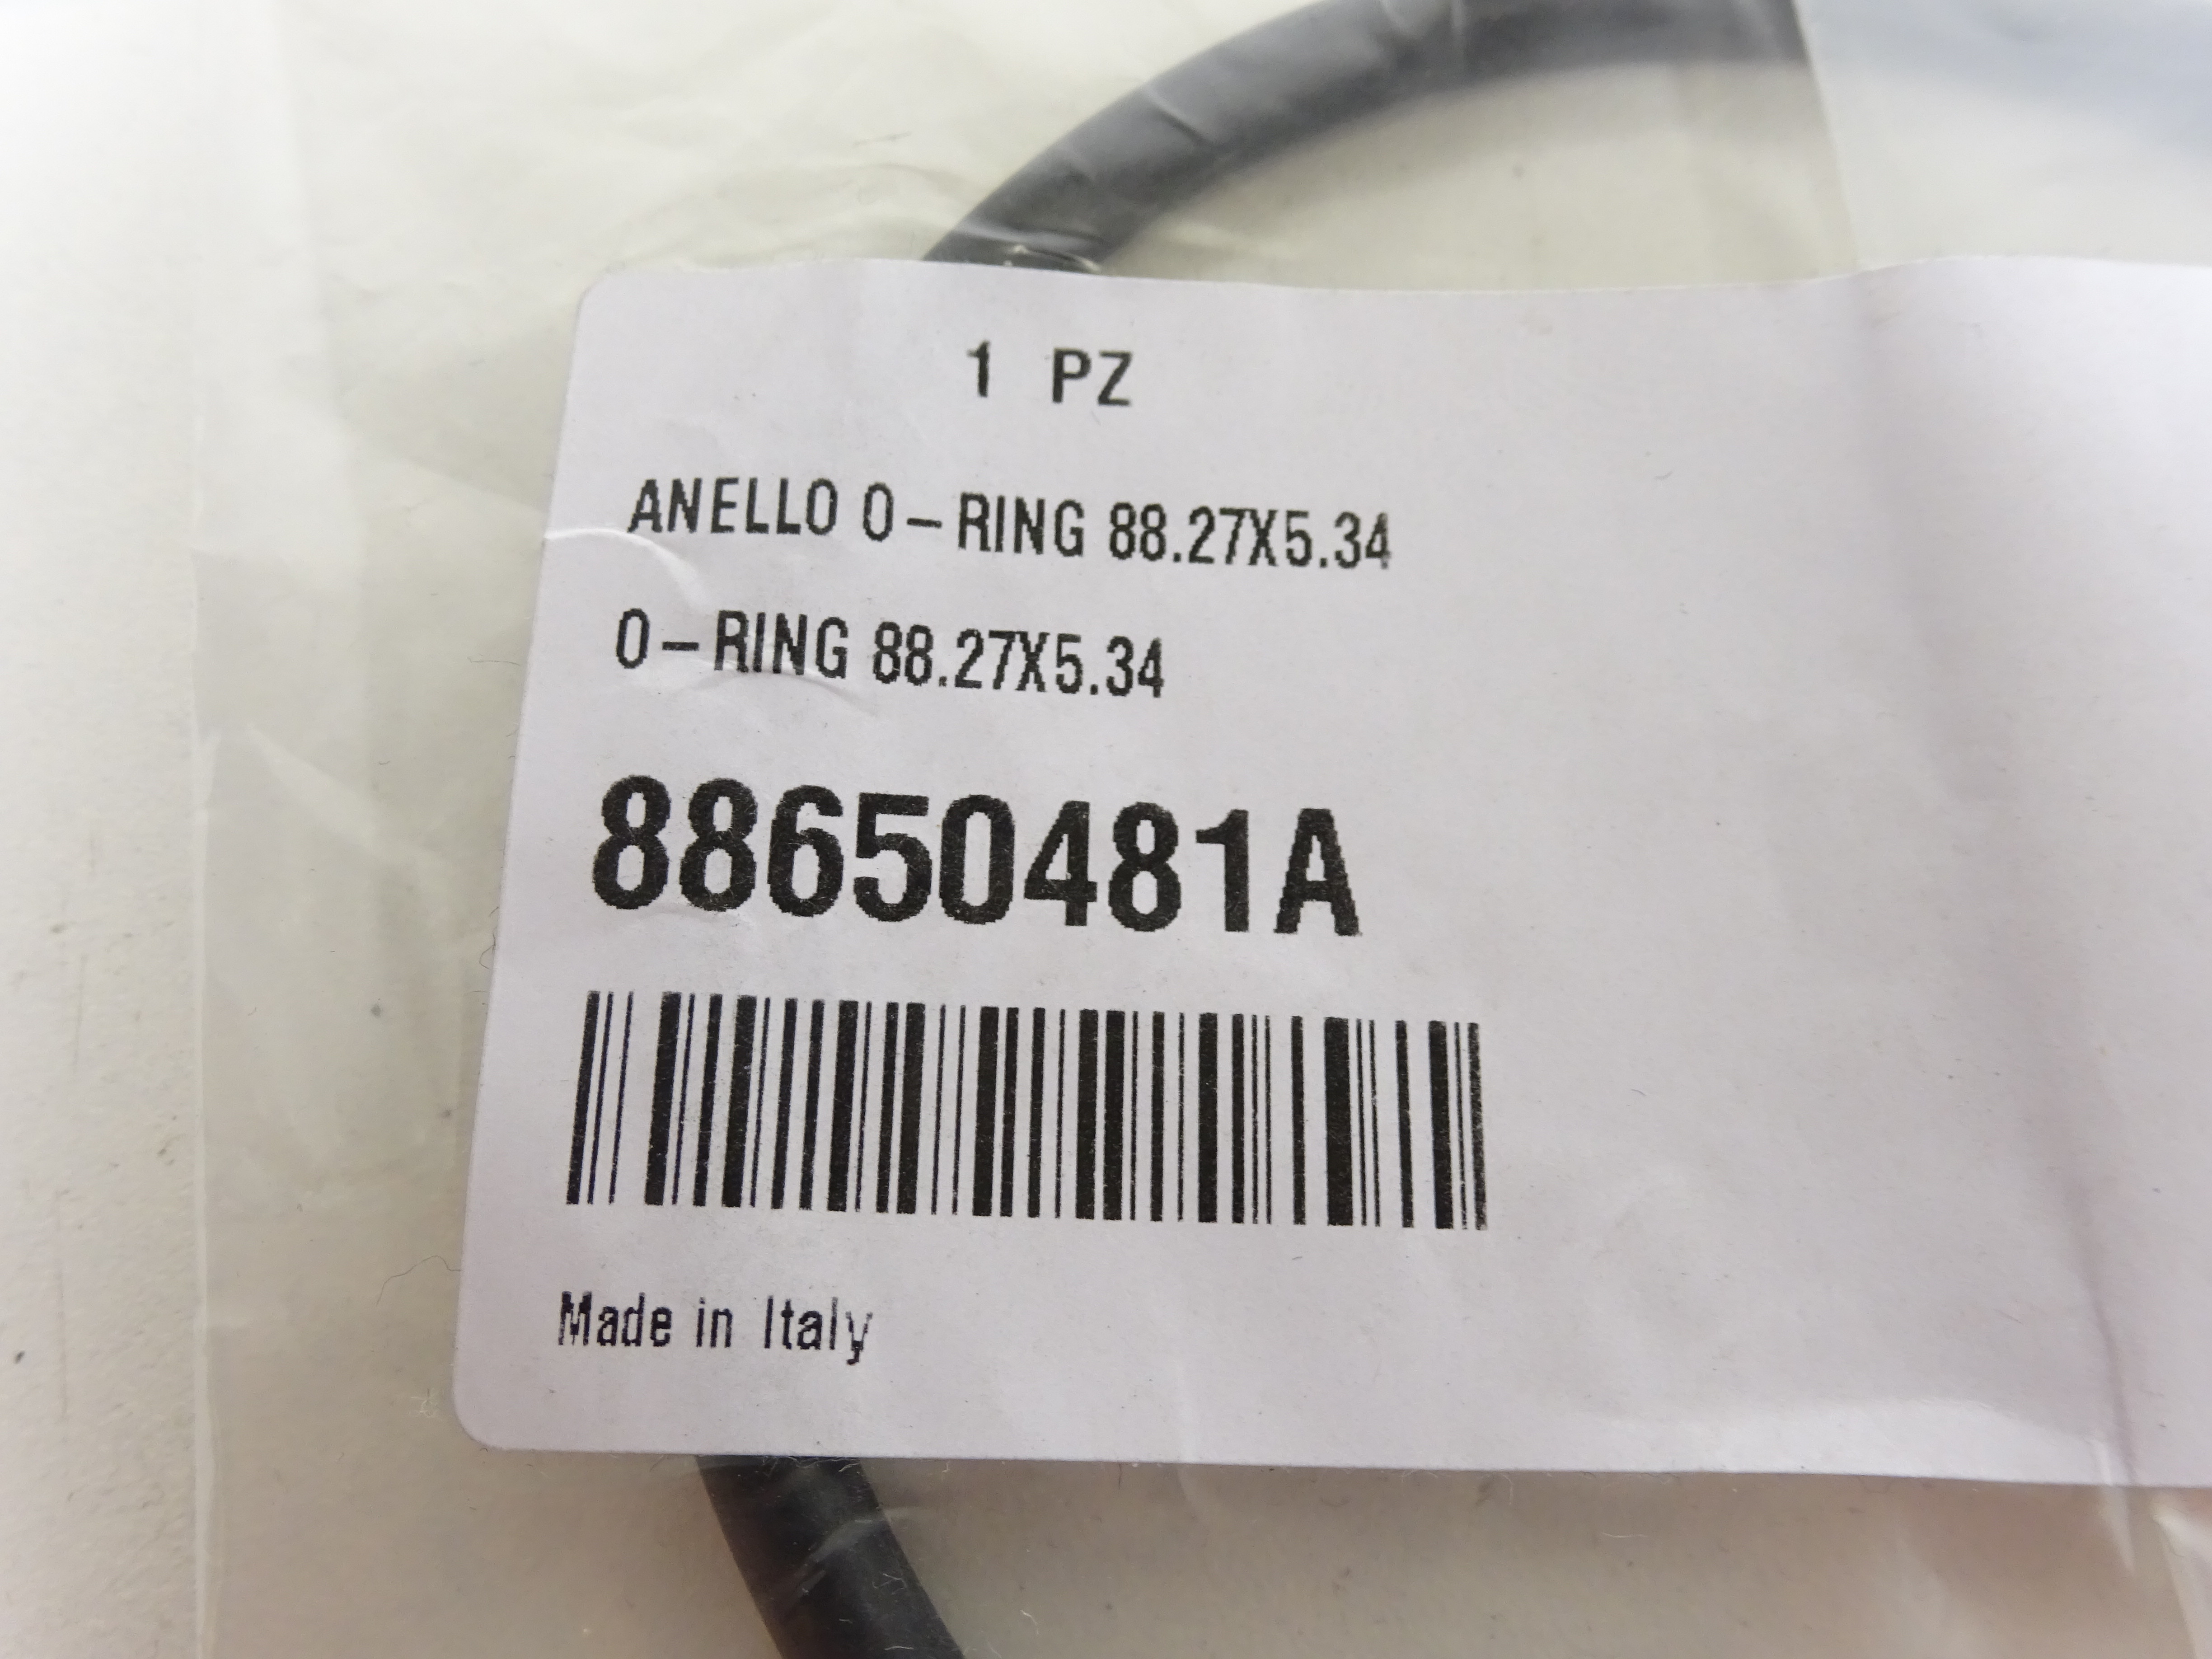 1 PZ
ANELLO O-RING 88.27X5.34
O-RING 88.27X5.34
88650481A
Made in Italy